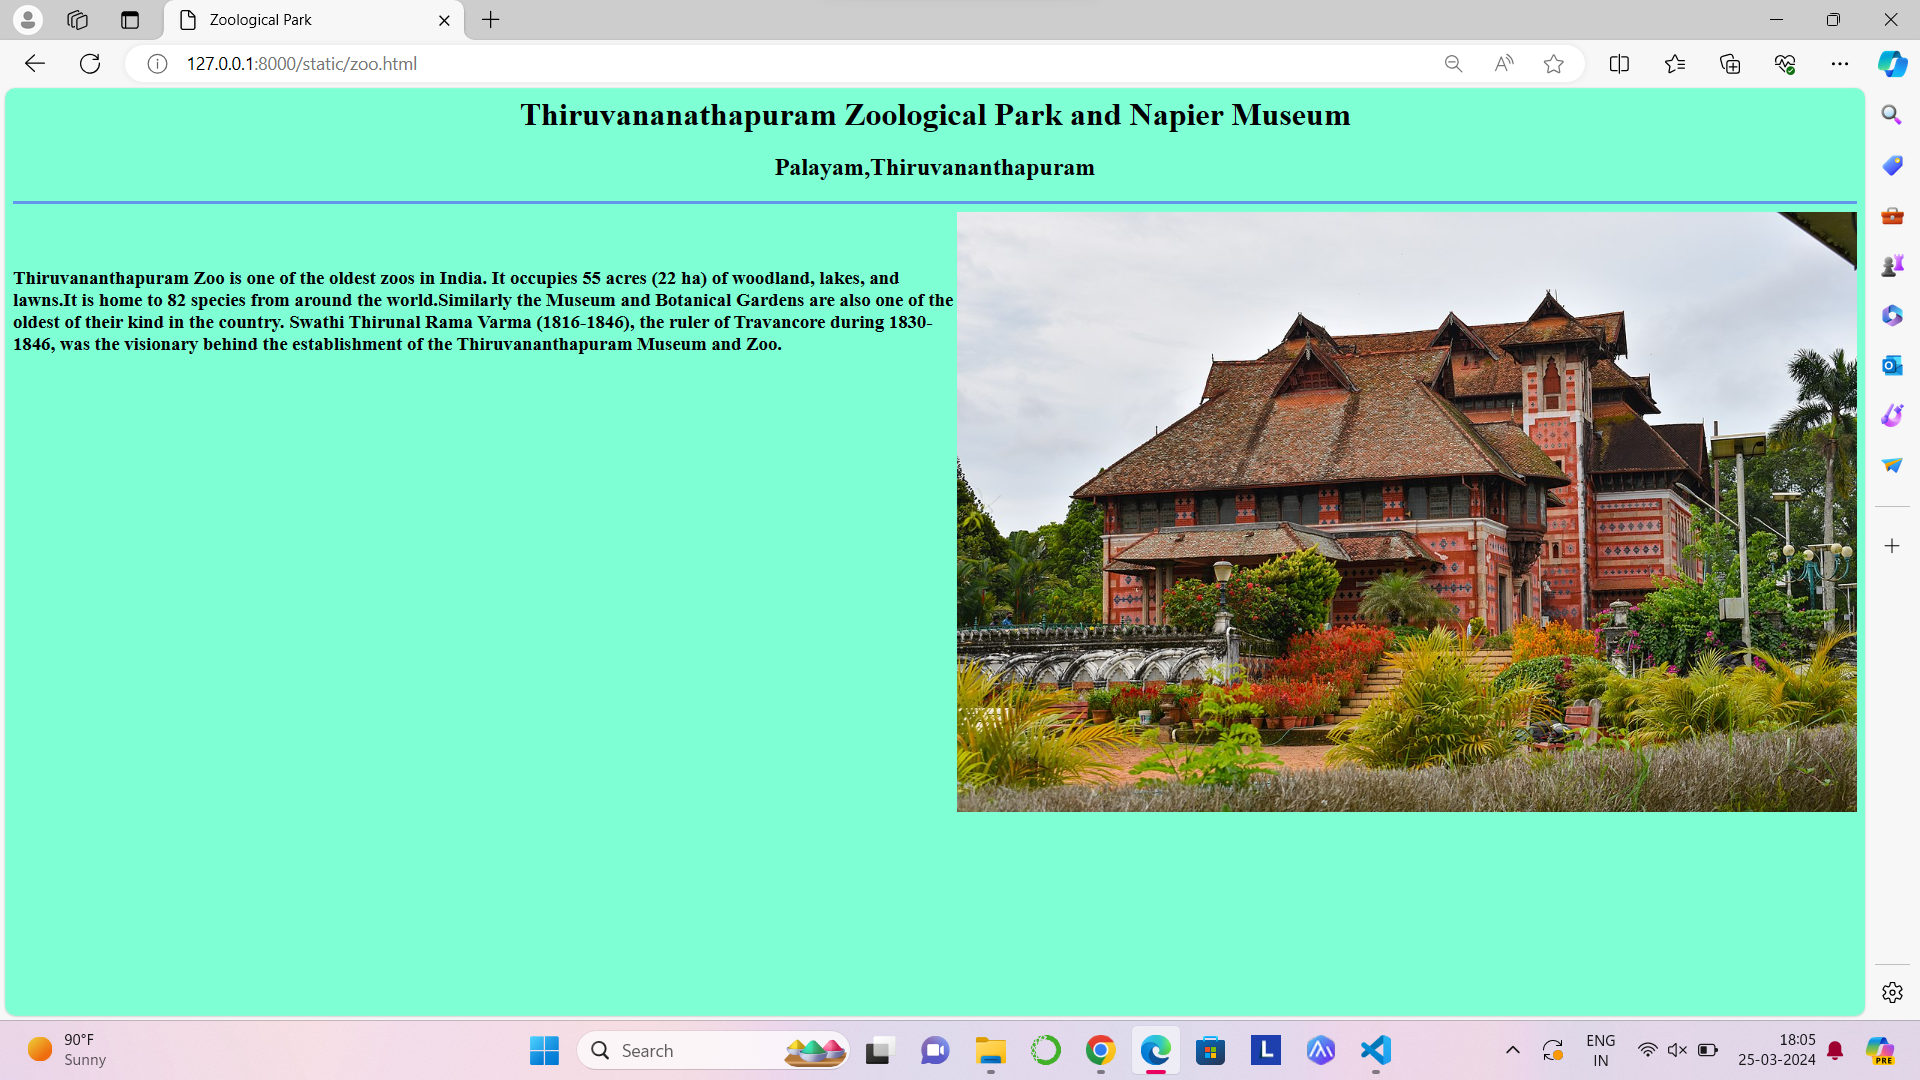 Zoological Park
127.0.0.1:8000/static/zoo.html
Thiruvananathapuram Zoological Park and Napier Museum
Palayam,Thiruvananthapuram
Thiruvananthapuram Zoo is one of the oldest zoos in India. It occupies 55 acres (22 ha) of woodland, lakes, and
lawns.It is home to 82 species from around the world.Similarly the Museum and Botanical Gardens are also one of the
oldest of their kind in the country. Swathi Thirunal Rama Varma (1816-1846), the ruler of Travancore during 1830-
1846, was the visionary behind the establishment of the Thiruvananthapuram Museum and Zoo.
90°F
Sunny
Search
L
ENG
IN
18:05
25-03-2024
PRE